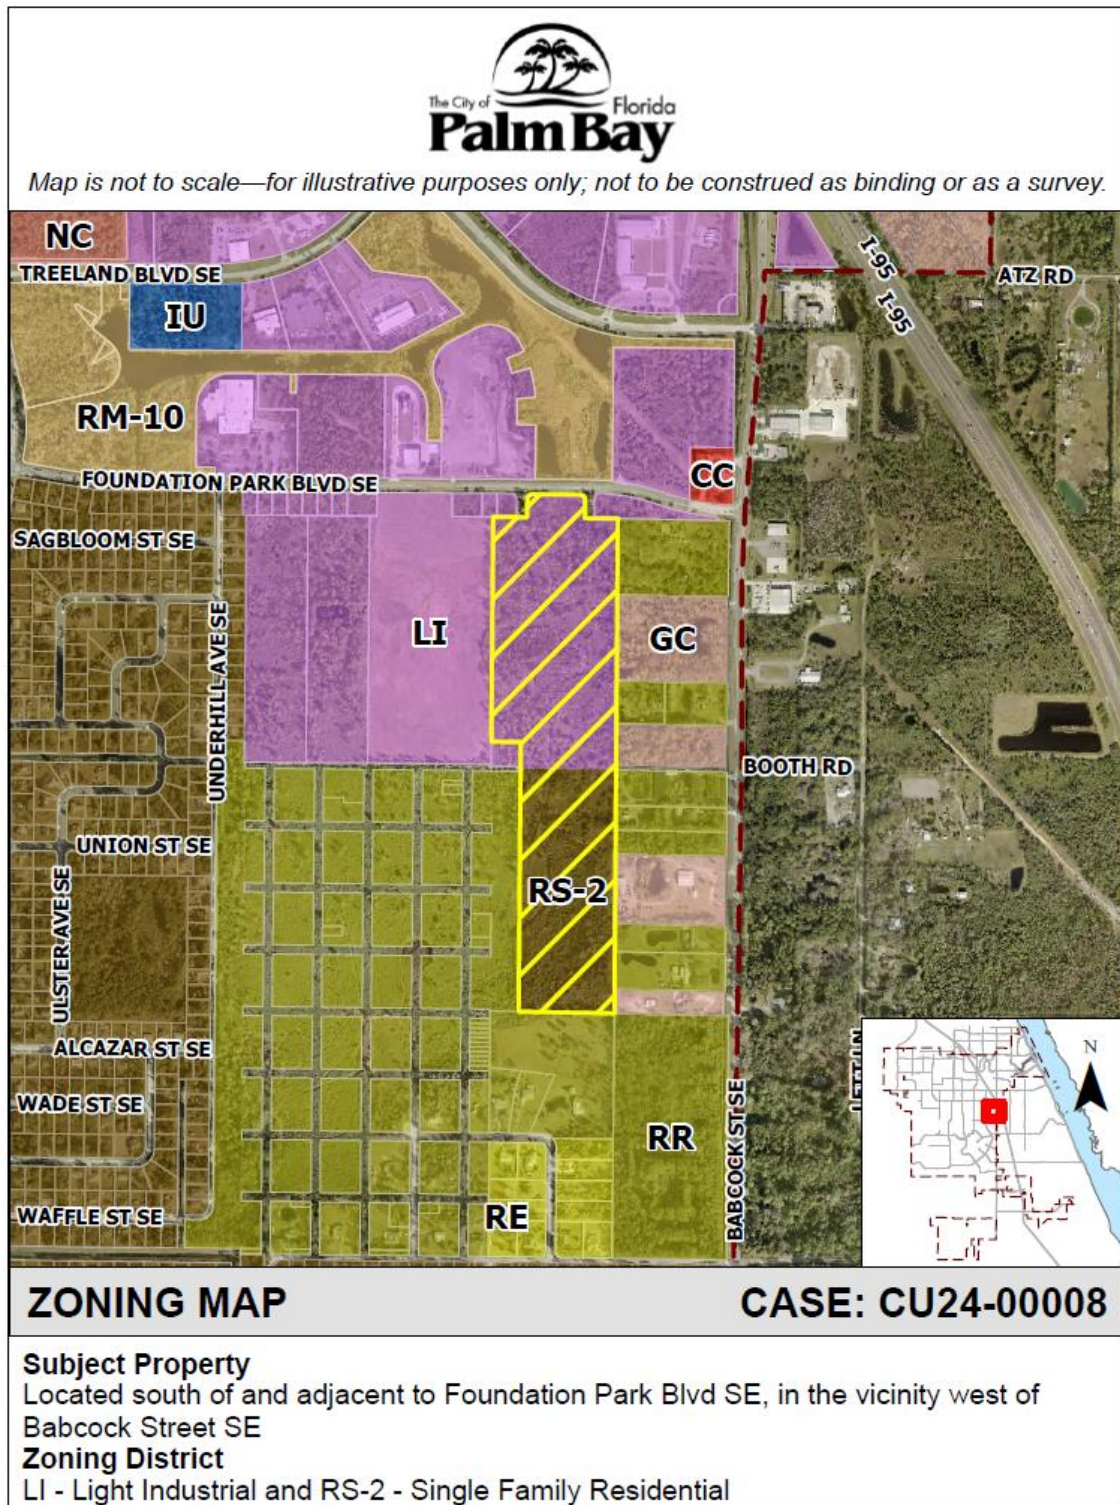 The City of Florida
Palm Bay
Map is not to scale—for illustrative purposes only; not to be construed as binding or as a survey.
NC
TREELAND BLVD SE
IU
I-95
I-95
ATZ RD
RM-10
FOUNDATION PARK BLVD SE
CC
SAGBLOOM ST SE
UNDERHILL AVE SE
LI
GC
BOOTH RD
UNION ST SE
ULSTER AVE SE
RS-2
ALCAZAR ST SE
WADE ST SE
WAFFLE ST SE
RR
RE
BABCOCK ST SE
N
ZONING MAP CASE: CU24-00008
Subject Property
Located south of and adjacent to Foundation Park Blvd SE, in the vicinity west of
Babcock Street SE
Zoning District
LI - Light Industrial and RS-2 - Single Family Residential